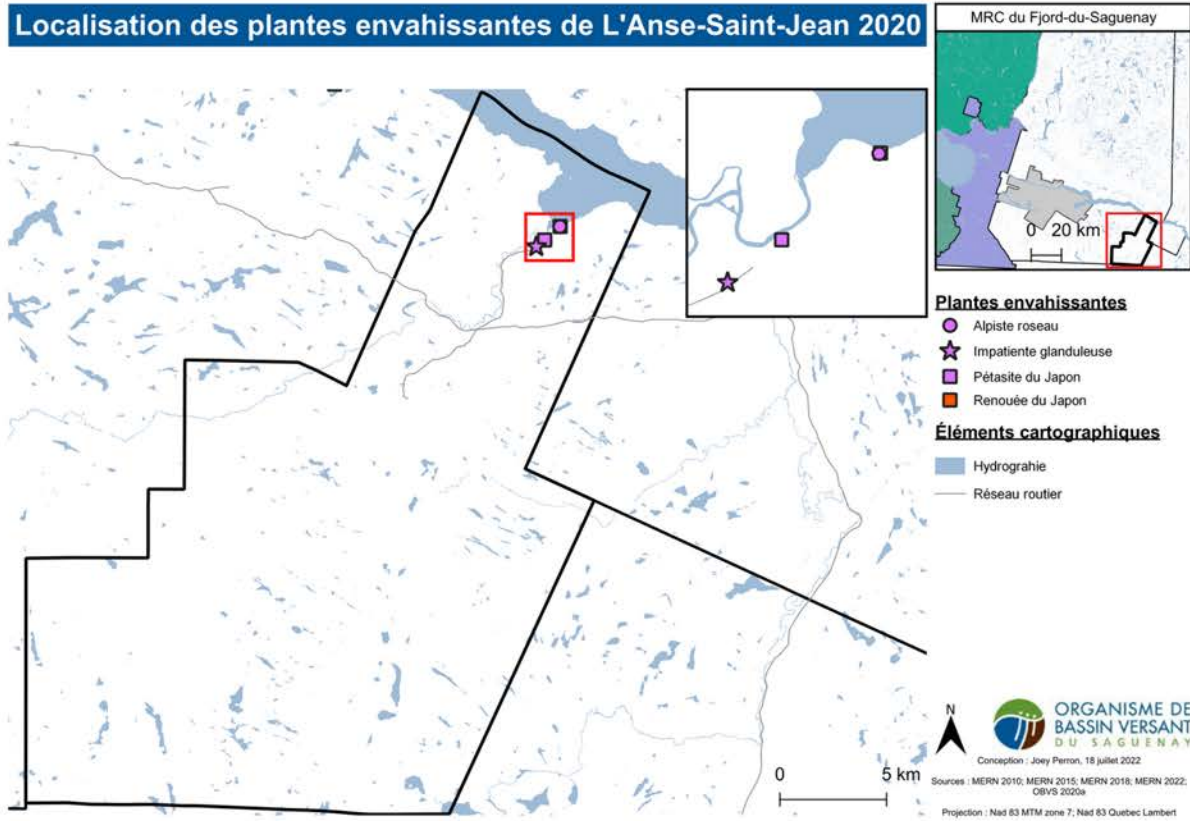 Localisation des plantes envahissantes de L'Anse-Saint-Jean 2020
MRC du Fjord-du-Saguenay
0 20 km
Plantes envahissantes
Alpiste roseau
Impatiente glanduleuse
Pétasite du Japon
Renouée du Japon
Éléments cartographiques
Hydrograhie
Réseau routier
N
ORGANISME DE
BASSIN VERSANT
DU SAGUENAY
Conception : Joey Perron, 18 juillet 2022
Sources : MERN 2010; MERN 2015; MERN 2018; MERN 2022;
OBVS 2020a
Projection : Nad 83 MTM zone 7; Nad 83 Quebec Lambert
0 5 km